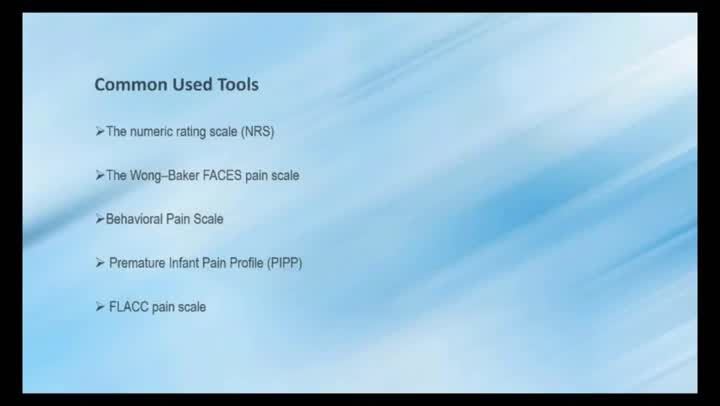 Common Used Tools
➢The numeric rating scale (NRS)
➢The Wong–Baker FACES pain scale
➢Behavioral Pain Scale
➢ Premature Infant Pain Profile (PIPP)
➢ FLACC pain scale